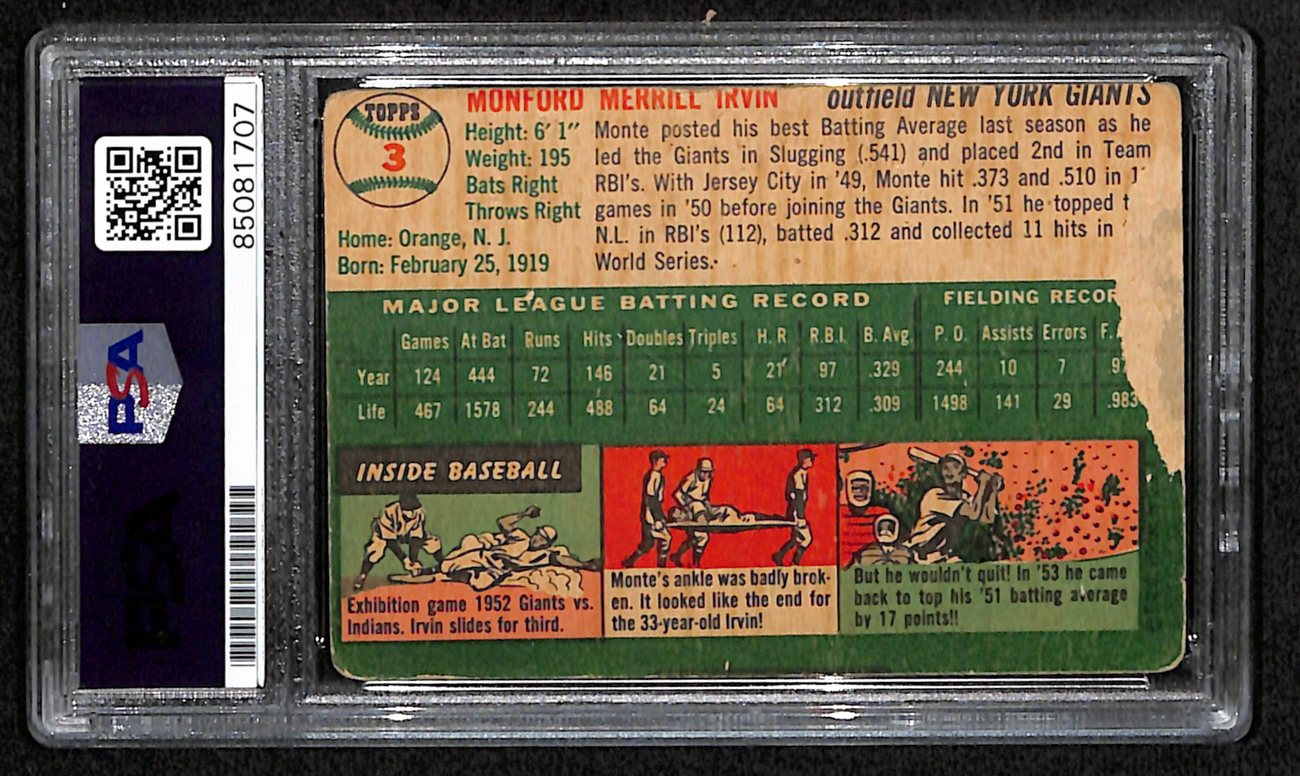 85081707
PSA
PSA
TOPPS
3
MONFORD MERRILL IRVIN outfield NEW YORK GIANTS
Height: 6′ 1″
Weight: 195
Bats Right
Throws Right
Home: Orange, N. J.
Born: February 25, 1919
Monte posted his best Batting Average last season as he
led the Giants in Slugging (.541) and placed 2nd in Team
RBI's. With Jersey City in '49, Monte hit .373 and .510 in
games in '50 before joining the Giants. In '51 he topped
N.L. in RBI's (112), batted .312 and collected 11 hits in
World Series.
MAJOR LEAGUE BATTING RECORD FIELDING
Games At Bat Runs Hits Doubles Triples H. R R.B.I. B. Avg. P. O. Assists Errors
Year 124 444 72 146 21 5 21 97 .329 244 10 7
Life 467 1578 244 488 64 24 64 312 .309 1498 141 29 .983
INSIDE BASEBALL
Exhibition game 1952 Giants vs.
Indians. Irvin slides for third.
Monte's ankle was badly brok-
en. It looked like the end for
the 33-year-old Irvin!
But he wouldn't quit! In '53 he came
back to top his '51 batting average
by 17 points!!